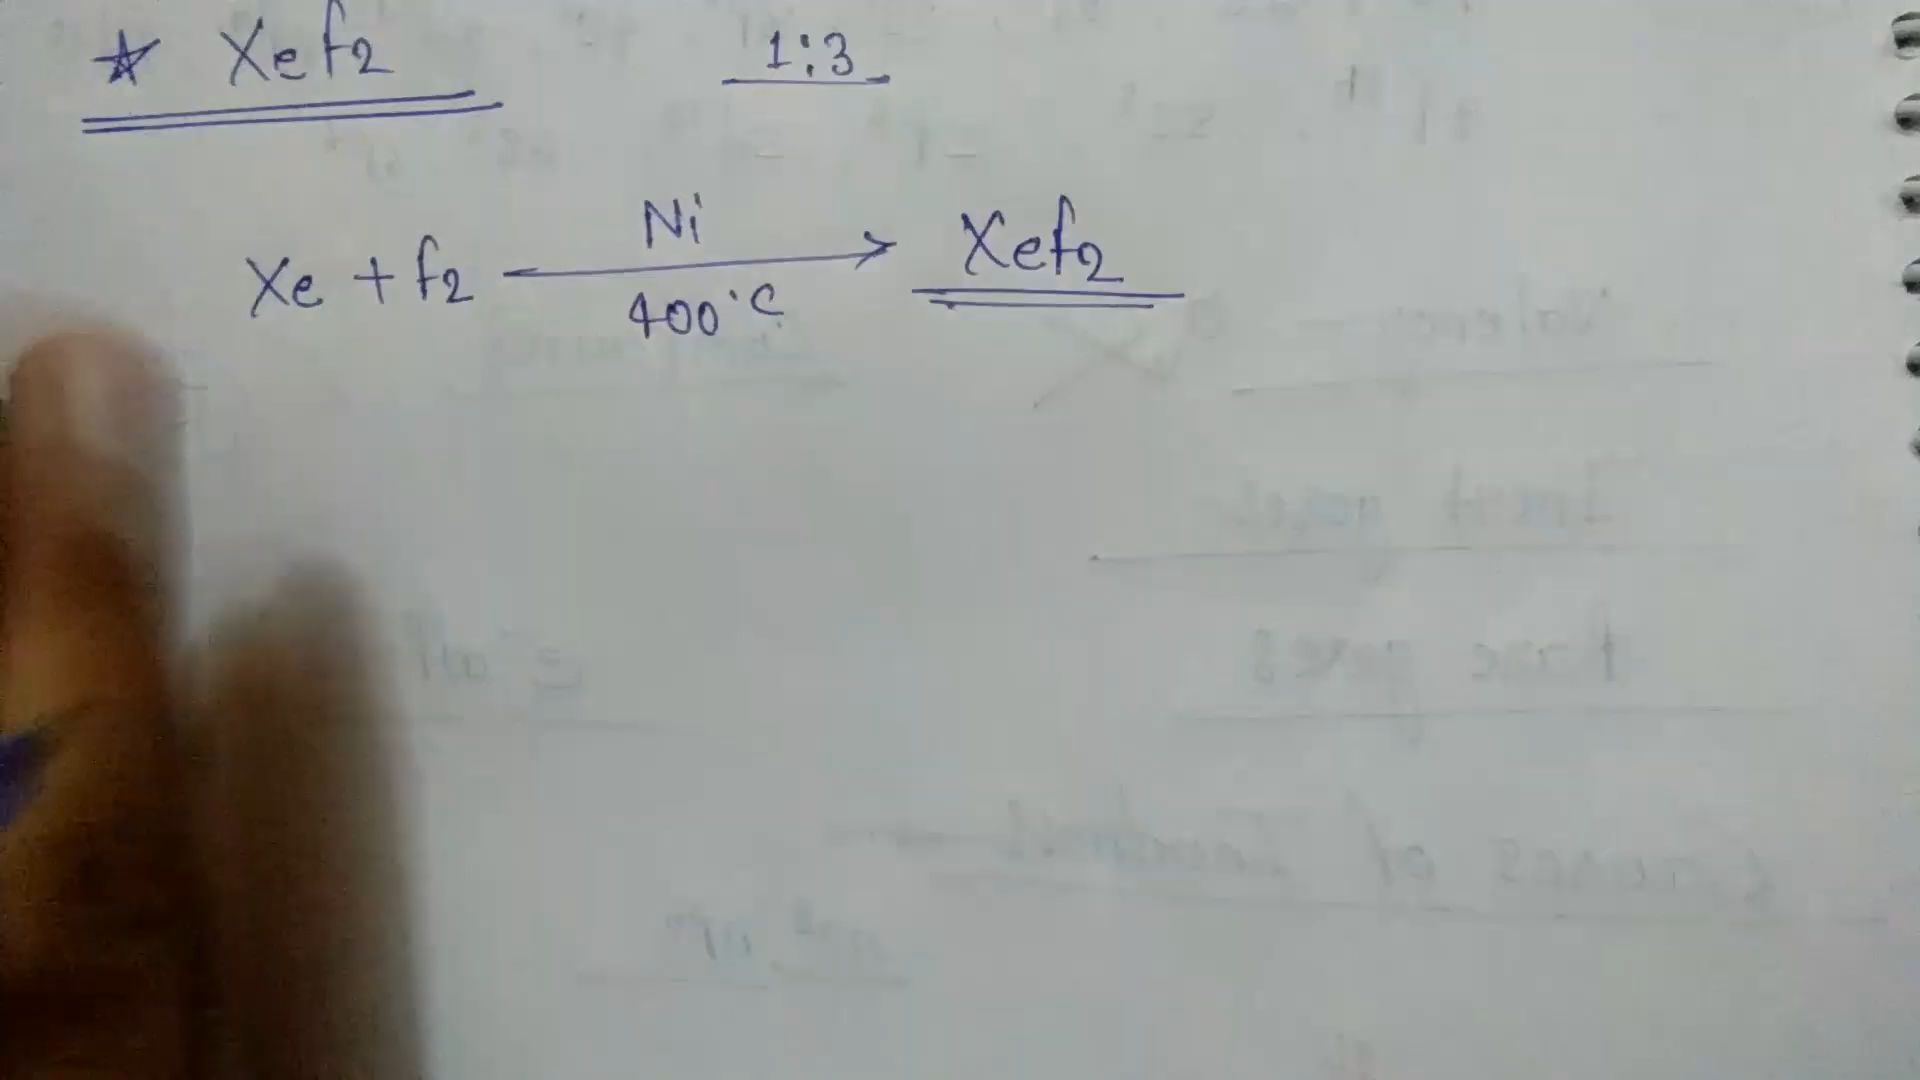 ★ Xef2 1:3
Ni
Xe + f2 → Xef2
400°C